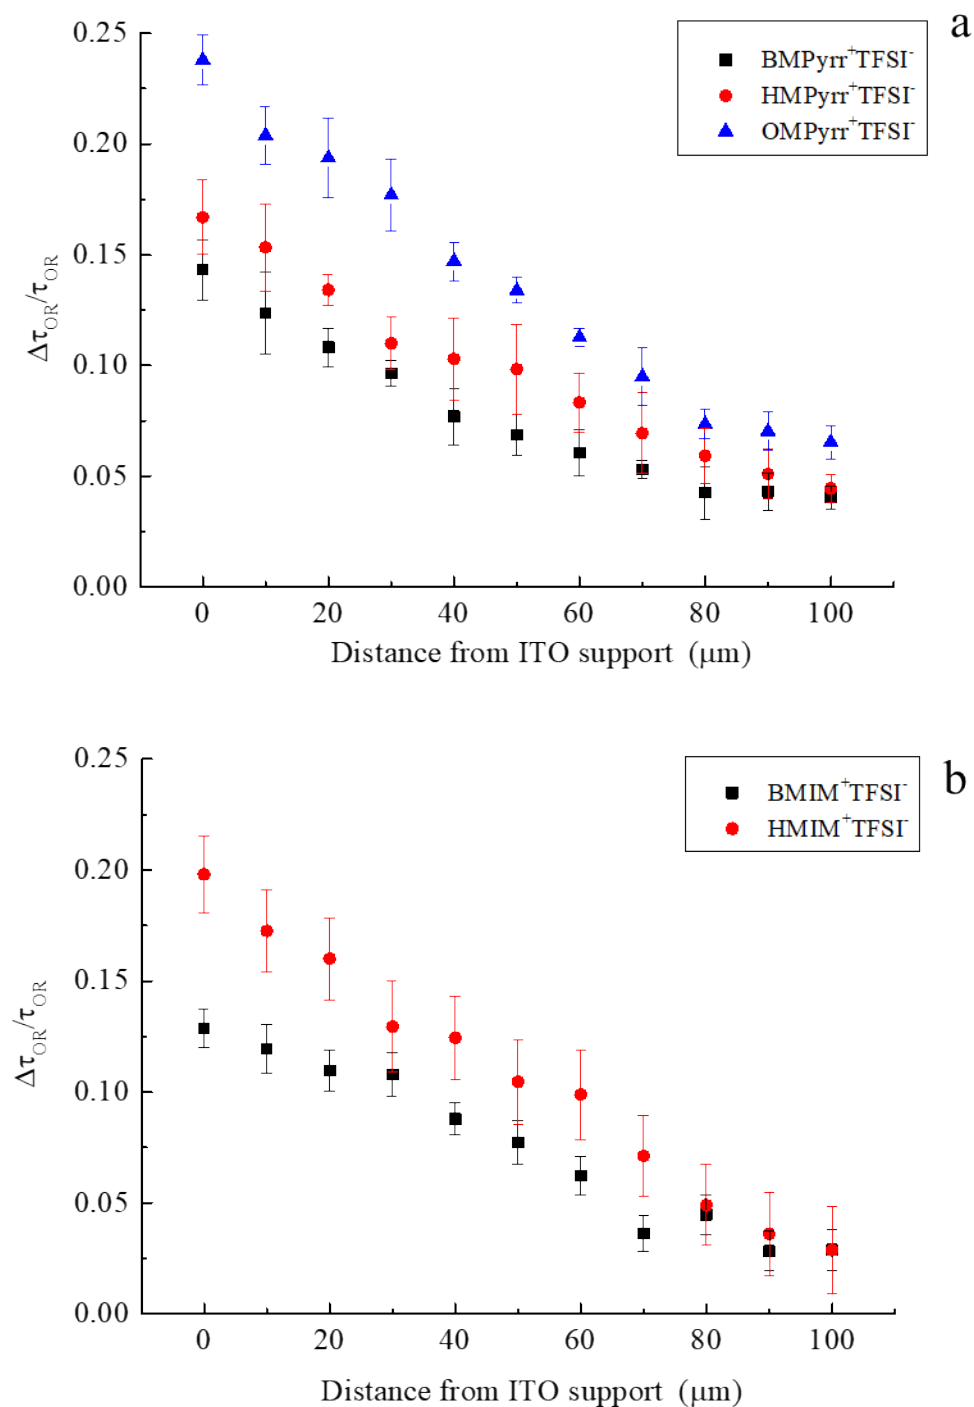 a
0.25
0.20
0.15
0.10
0.05
0.00
Δτ_OR/τ_OR
BMPyrr⁺TFSI⁻
HMPyrr⁺TFSI⁻
OMPyrr⁺TFSI⁻
0 20 40 60 80 100
Distance from ITO support (μm)
b
0.25
0.20
0.15
0.10
0.05
0.00
Δτ_OR/τ_OR
BMIM⁺TFSI⁻
HMIM⁺TFSI⁻
0 20 40 60 80 100
Distance from ITO support (μm)